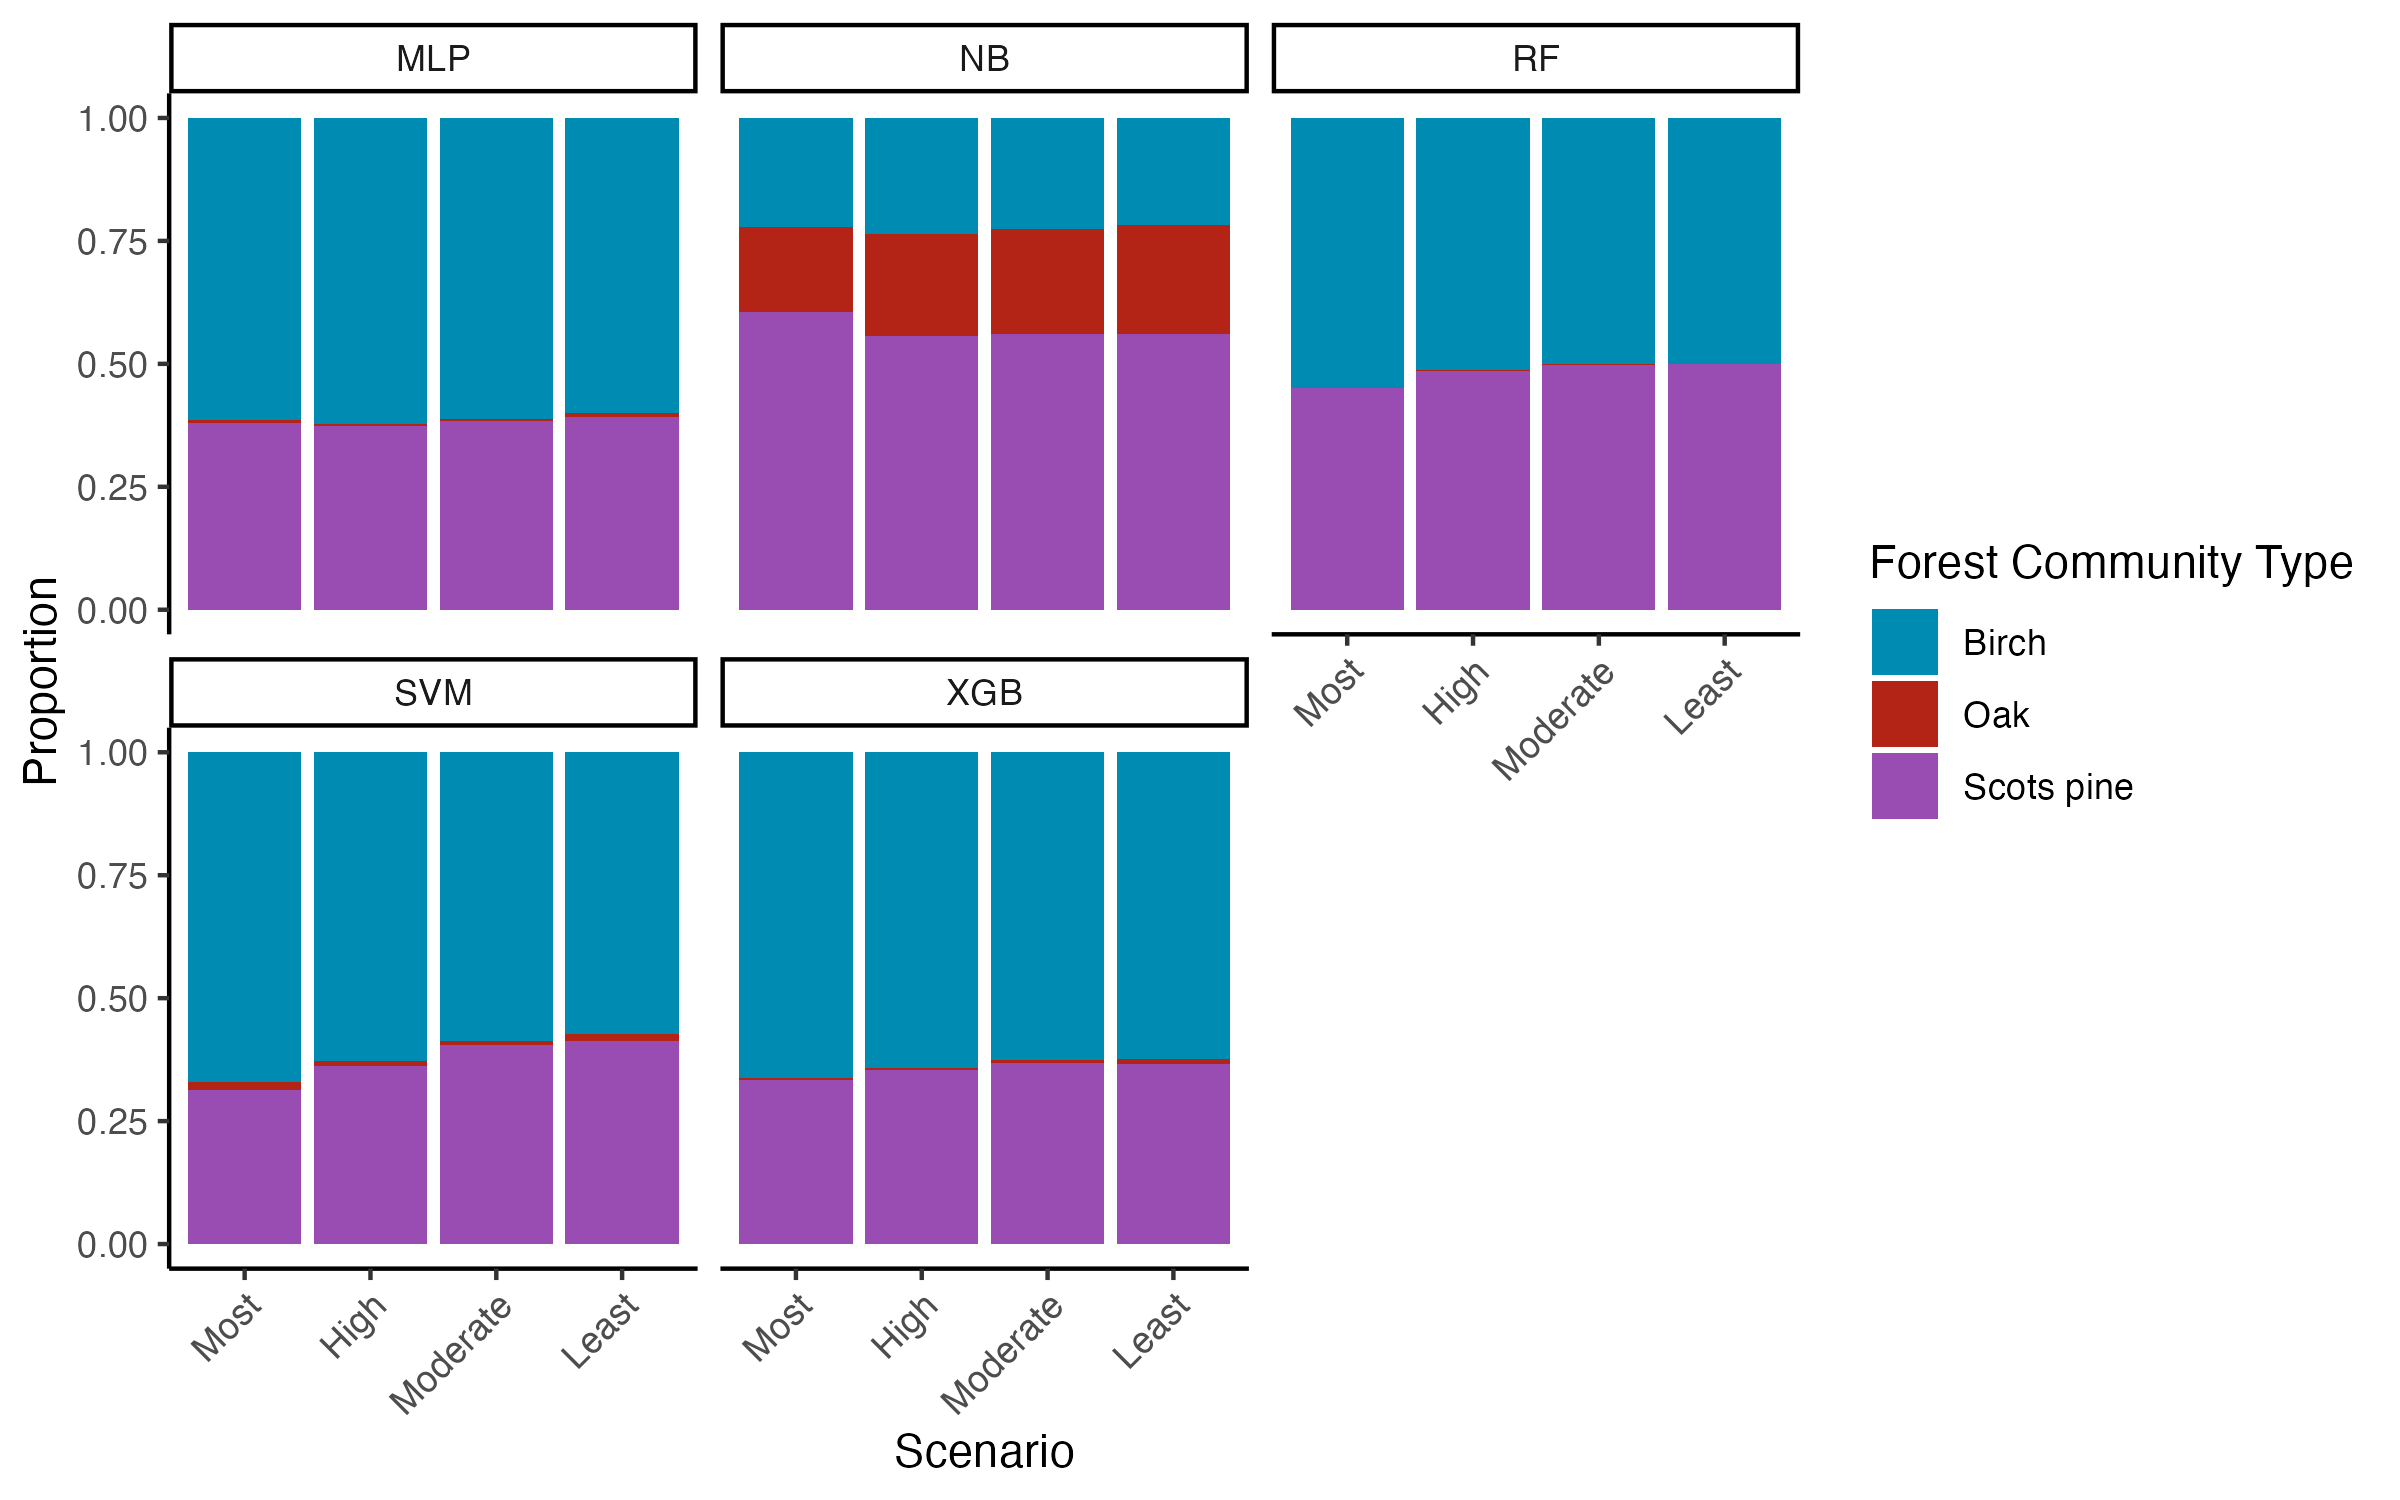 MLP
NB
RF
1.00
0.75
0.50
0.25
0.00
Most
High
Moderate
Least
SVM
XGB
1.00
0.75
0.50
0.25
0.00
Most
High
Moderate
Least
Most
High
Moderate
Least
Proportion
Scenario
Forest Community Type
Birch
Oak
Scots pine